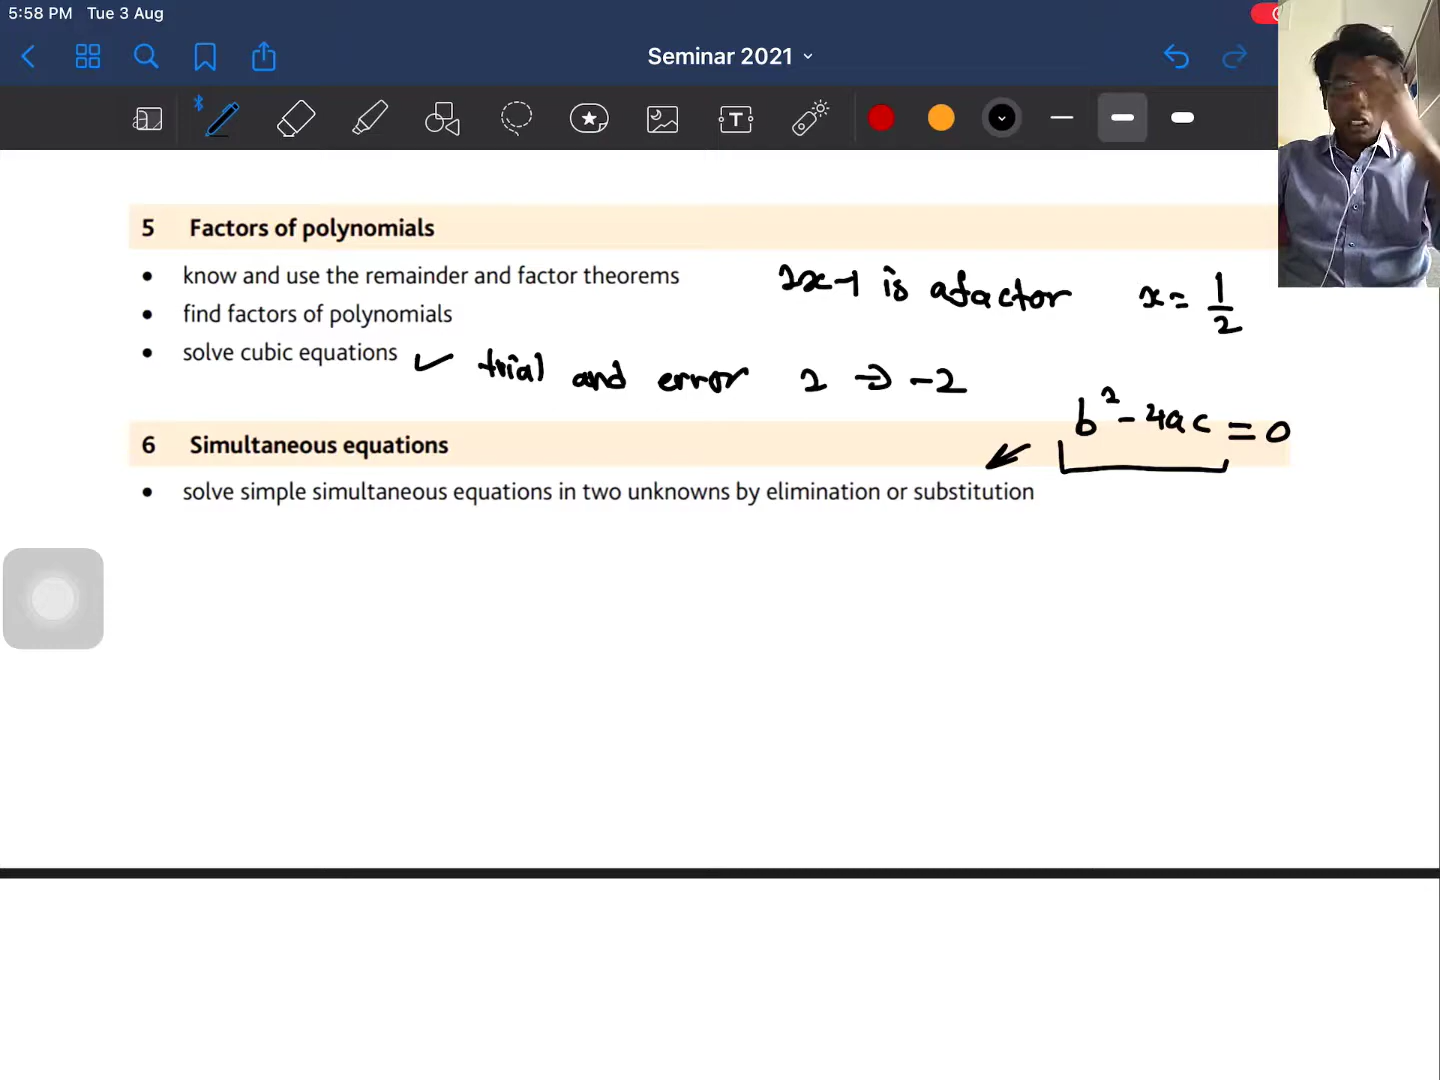 5:58 PM Tue 3 Aug
Seminar 2021
T
5 Factors of polynomials
• know and use the remainder and factor theorems
2x-1 is a factor x = 1/2
• find factors of polynomials
• solve cubic equations ✓ trial and error 2 → -2
b² - 4ac = 0
6 Simultaneous equations
• solve simple simultaneous equations in two unknowns by elimination or substitution